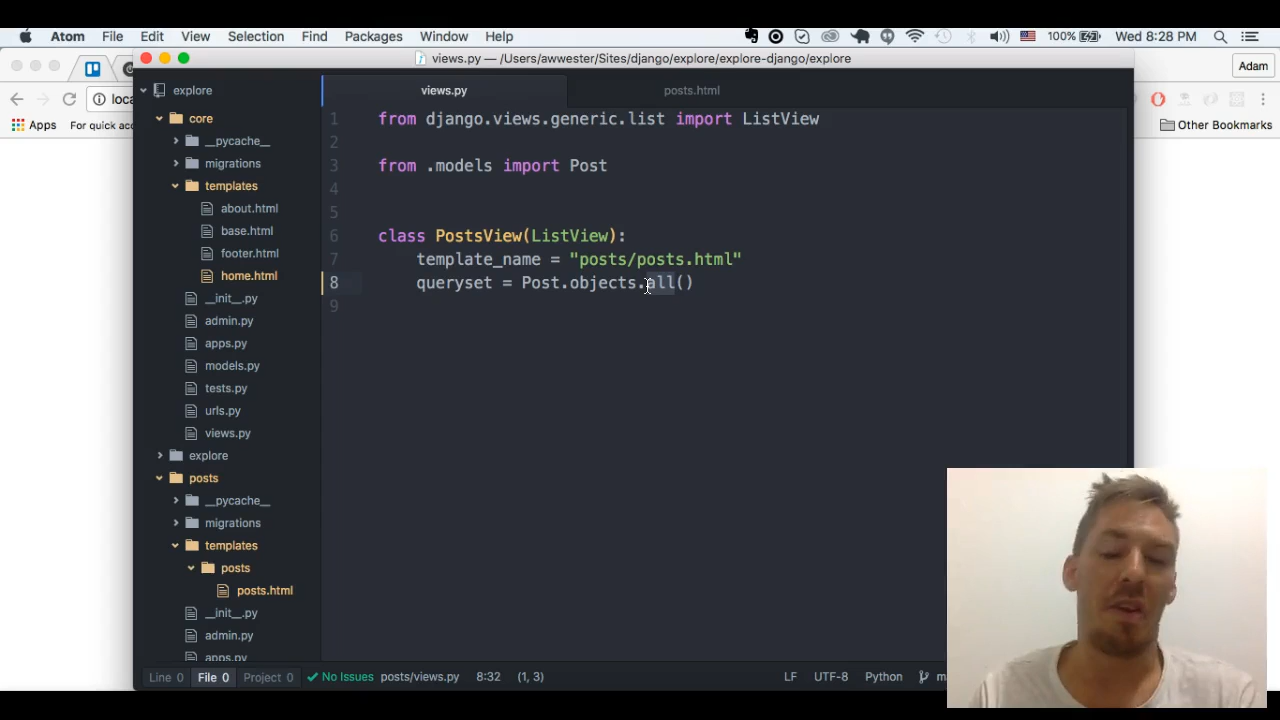 Atom File Edit View Selection Find Packages Window Help 100% Wed 8:28 PM
views.py — /Users/awwester/Sites/django/explore/explore-django/explore
Adam
loca
Apps For quick acc
Other Bookmarks
explore
core
__pycache__
migrations
templates
about.html
base.html
footer.html
home.html
__init__.py
admin.py
apps.py
models.py
tests.py
urls.py
views.py
explore
posts
__pycache__
migrations
templates
posts
posts.html
__init__.py
admin.py
apps.py
views.py posts.html
1 from django.views.generic.list import ListView
2
3 from .models import Post
4
5
6 class PostsView(ListView):
7 template_name = "posts/posts.html"
8 queryset = Post.objects.all()
9
Line 0 File 0 Project 0 No Issues posts/views.py 8:32 (1, 3) LF UTF-8 Python m